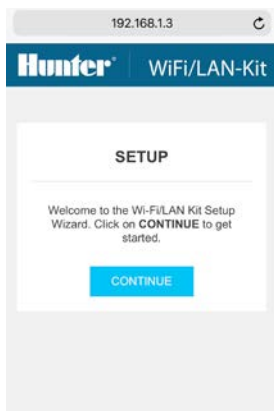 192.168.1.3
Hunter® WiFi/LAN-Kit
SETUP
Welcome to the Wi-Fi/LAN Kit Setup
Wizard. Click on CONTINUE to get
started.
CONTINUE